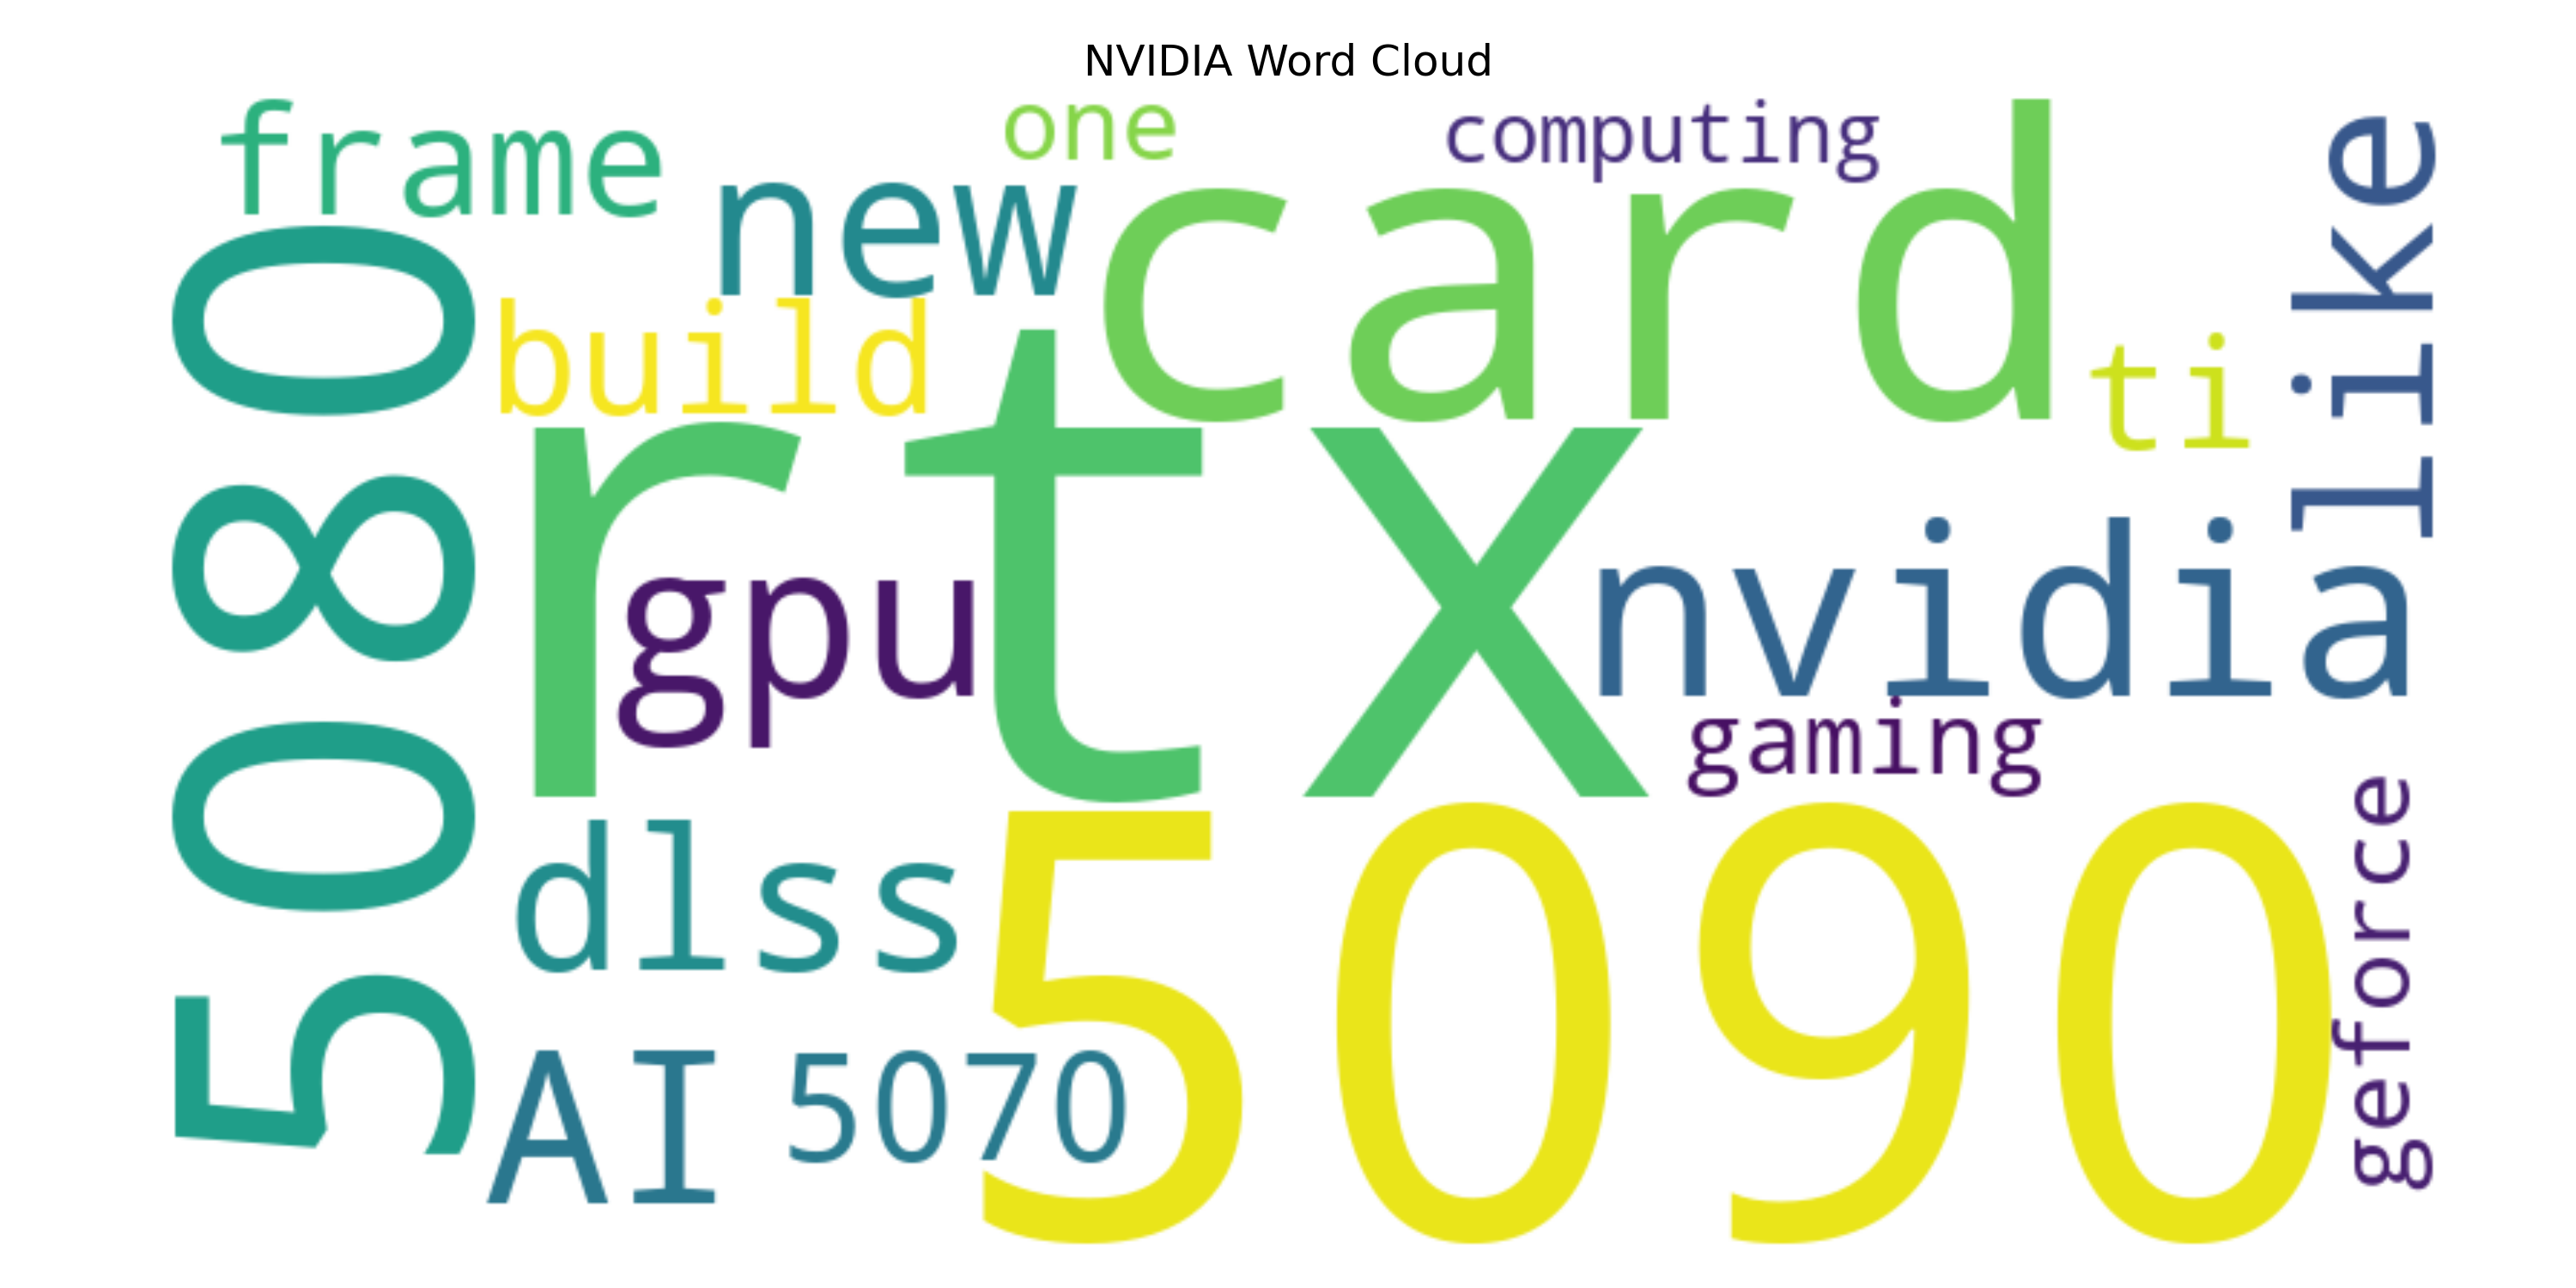 NVIDIA Word Cloud
frame
one
computing
new
card
like
build
ti
5080
rtx
gpu
nvidia
gaming
dlss
5090
geforce
AI
5070